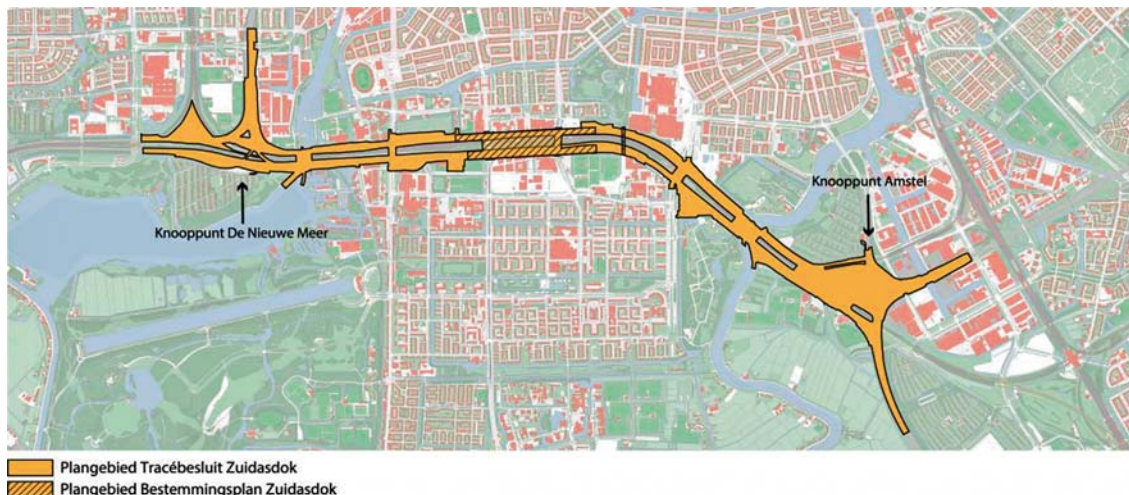 Knooppunt Amstel
Knooppunt De Nieuwe Meer
Plangebied Tracébesluit Zuidasdok
Plangebied Bestemmingsplan Zuidasdok